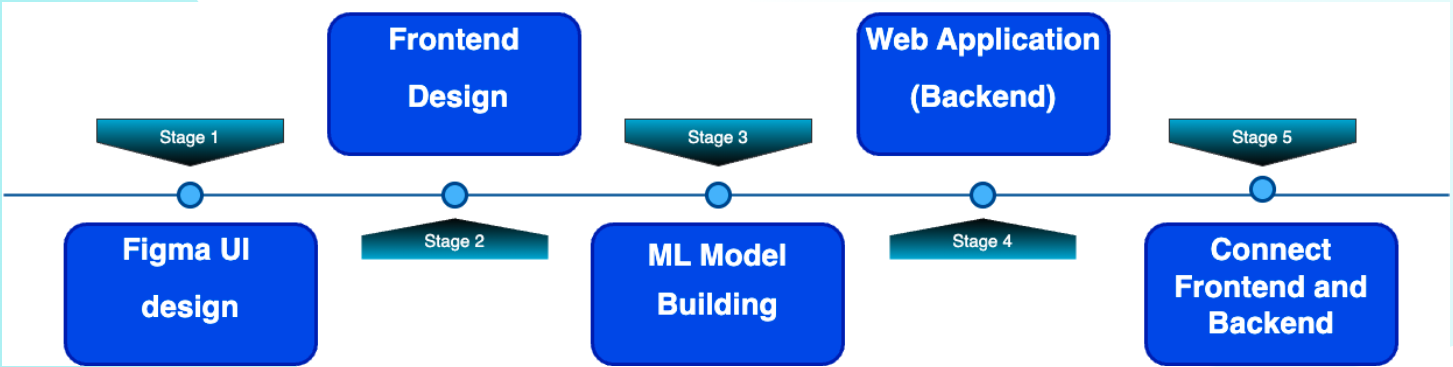 Stage 1
Figma UI
design
Frontend
Design
Stage 2
Stage 3
ML Model
Building
Web Application
(Backend)
Stage 4
Stage 5
Connect
Frontend and
Backend